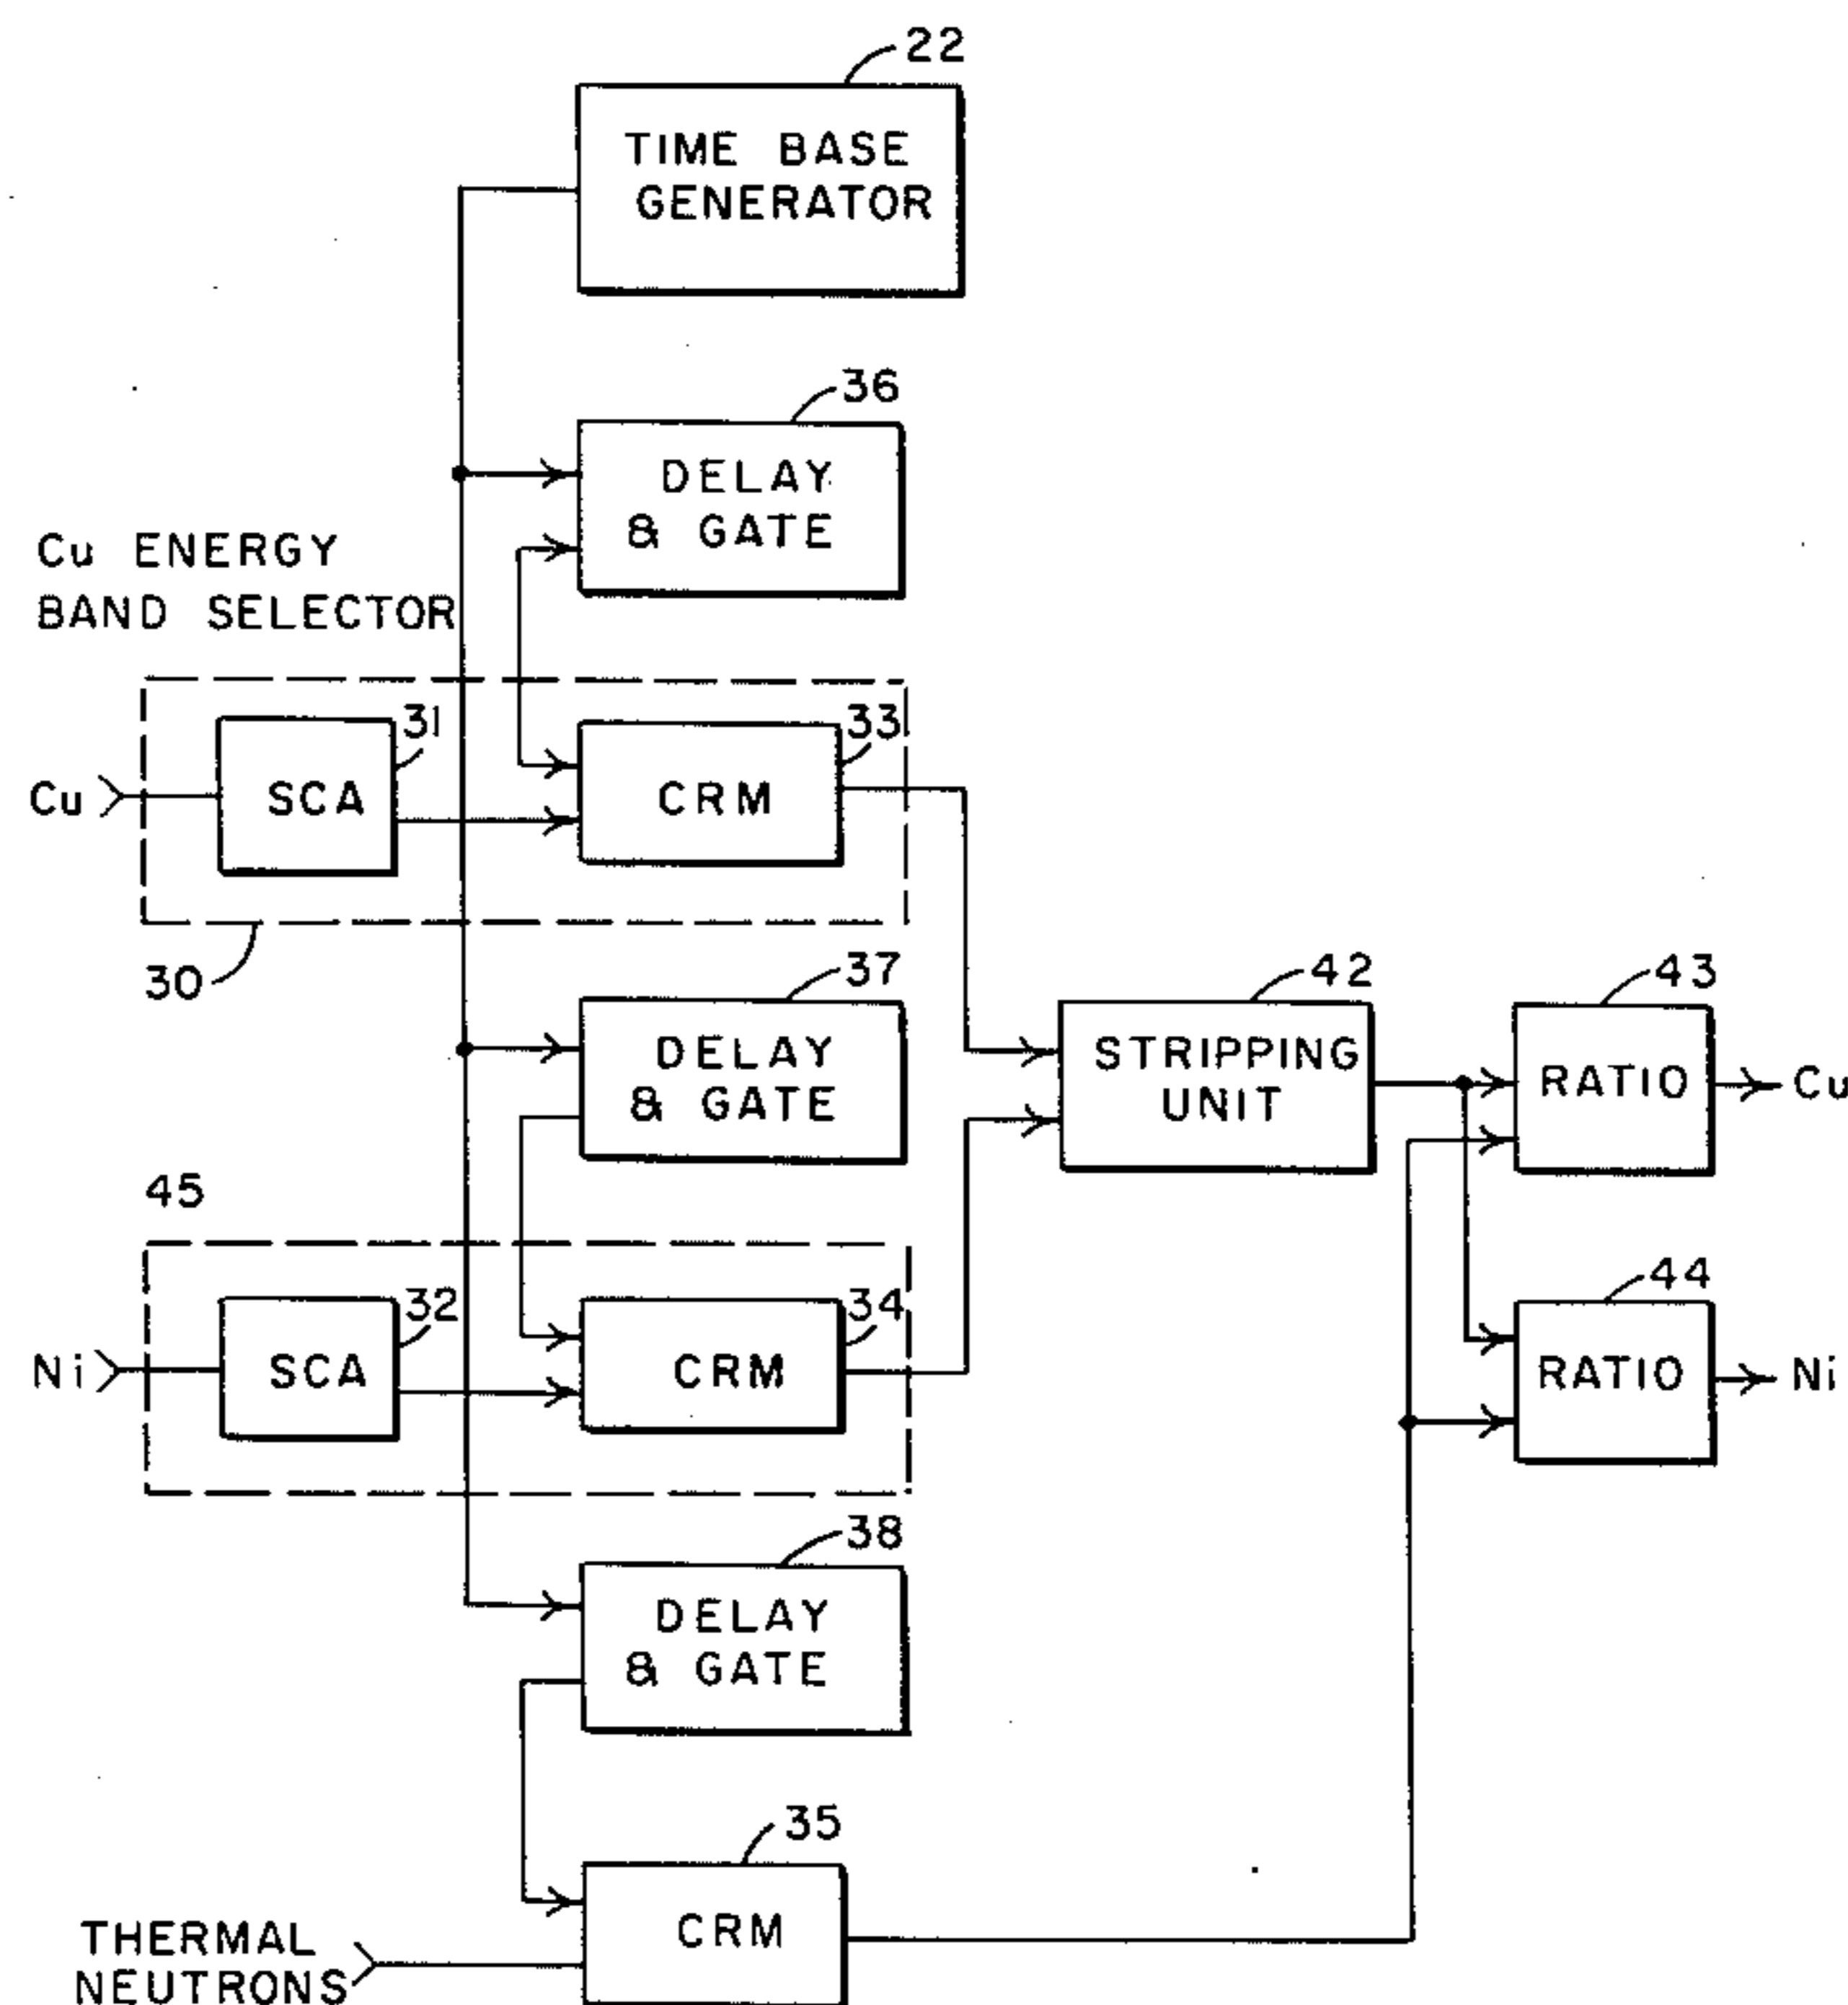 22
TIME BASE
GENERATOR
36
DELAY
& GATE
Cu ENERGY
BAND SELECTOR
31
33
Cu
SCA
CRM
30
37
42
43
DELAY
& GATE
STRIPPING
UNIT
RATIO
Cu
45
32
34
44
Ni
SCA
CRM
RATIO
Ni
38
DELAY
& GATE
35
CRM
THERMAL
NEUTRONS